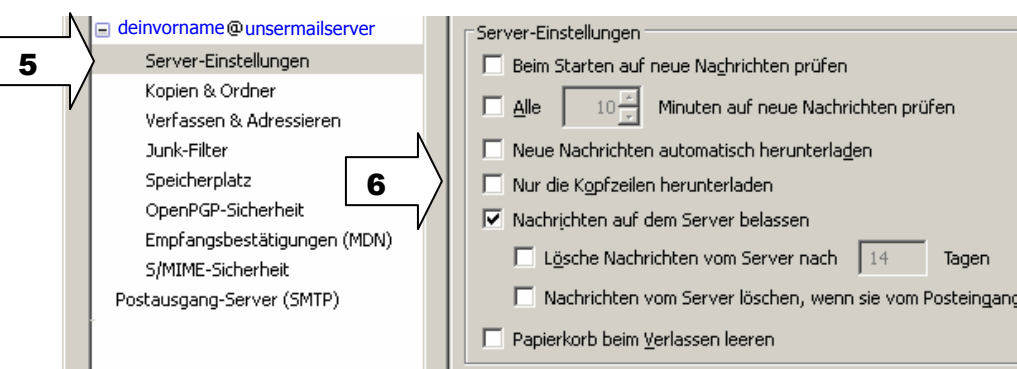 5
deinvorname@unsermailserver
Server-Einstellungen
Kopien & Ordner
Verfassen & Adressieren
Junk-Filter
Speicherplatz
OpenPGP-Sicherheit
Empfangsbestätigungen (MDN)
S/MIME-Sicherheit
Postausgang-Server (SMTP)
6
Server-Einstellungen
Beim Starten auf neue Nachrichten prüfen
Alle 10 Minuten auf neue Nachrichten prüfen
Neue Nachrichten automatisch herunterladen
Nur die Kopfzeilen herunterladen
Nachrichten auf dem Server belassen
Lösche Nachrichten vom Server nach 14 Tagen
Nachrichten vom Server löschen, wenn sie vom Posteingang
Papierkorb beim Verlassen leeren